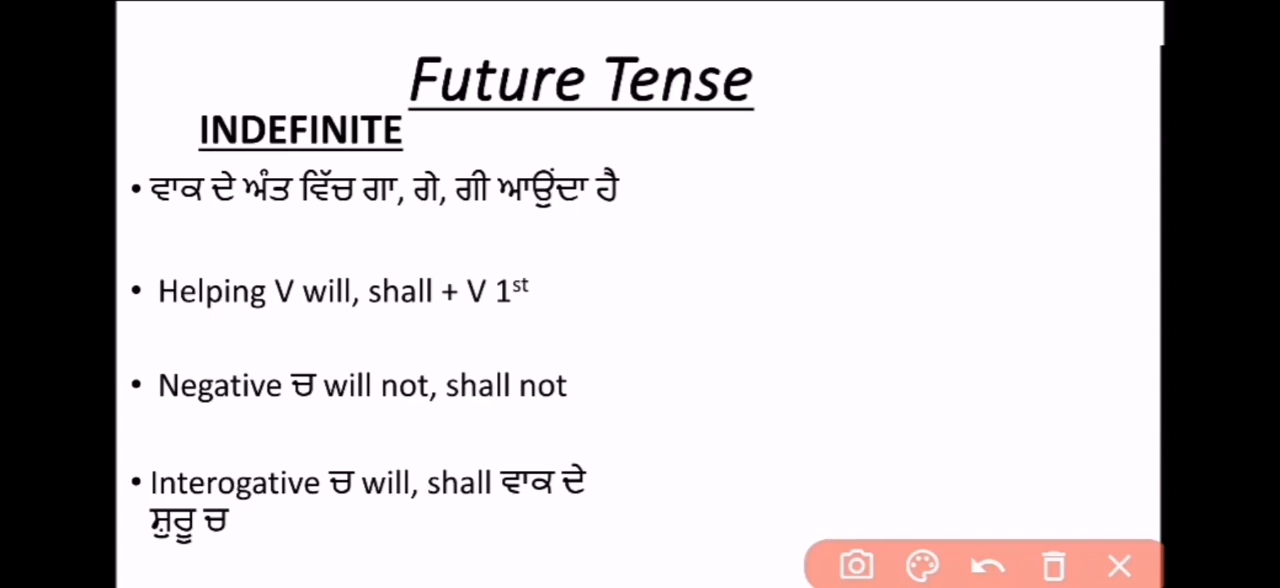 Future Tense
INDEFINITE
• ਵਾਕ ਦੇ ਅੰਤ ਵਿੱਚ ਗਾ, ਗੇ, ਗੀ ਆਉਂਦਾ ਹੈ
• Helping V will, shall + V 1st
• Negative ਚ will not, shall not
• Interogative ਚ will, shall ਵਾਕ ਦੇ
ਸ਼ੁਰੂ ਚ